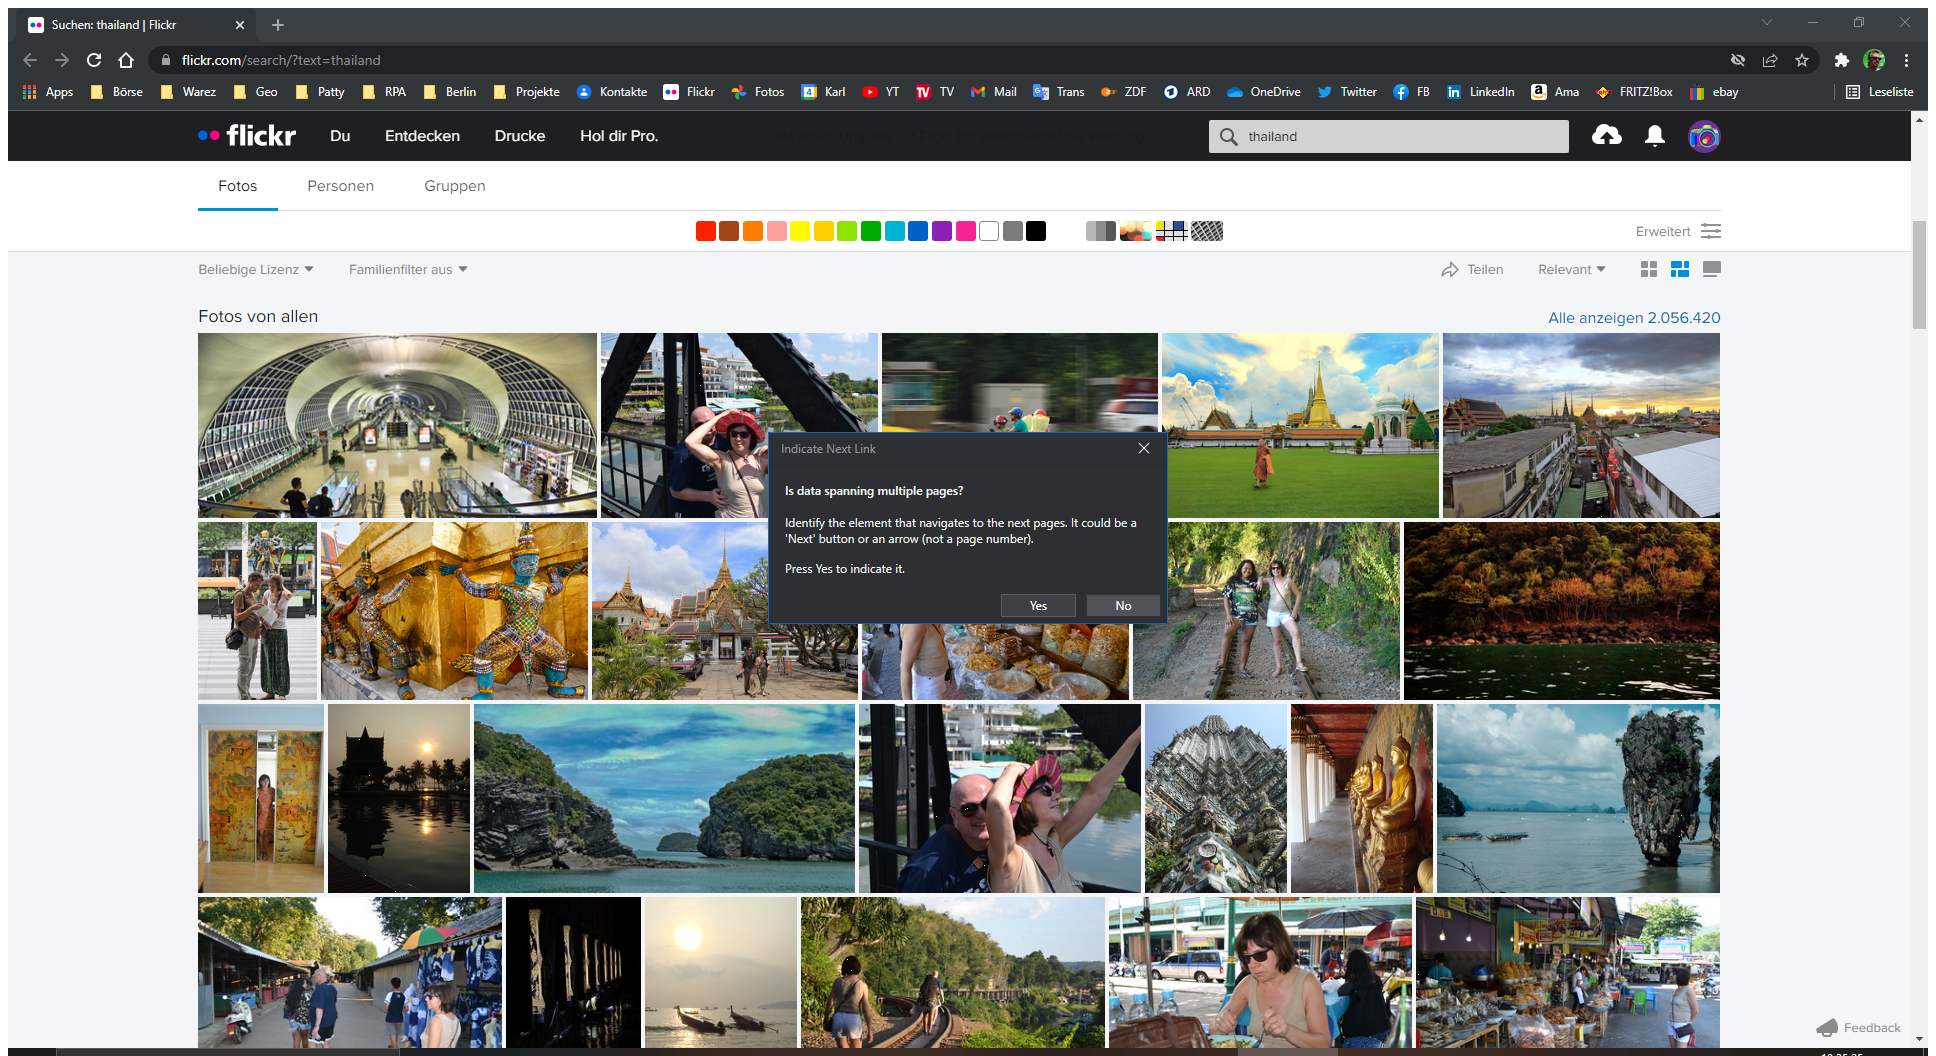 Suchen: thailand | Flickr
flickr.com/search/?text=thailand
Apps Börse Warez Geo Patty RPA Berlin Projekte Kontakte Flickr Fotos 4 Karl YT TV TV Mail Trans ZDF ARD OneDrive Twitter FB LinkedIn Ama FRITZ!Box ebay Leseliste
flickr Du Entdecken Drucke Hol dir Pro. thailand
Fotos Personen Gruppen
Erweitert
Beliebige Lizenz Familienfilter aus Teilen Relevant
Fotos von allen Alle anzeigen 2.056.420
Indicate Next Link
Is data spanning multiple pages?
Identify the element that navigates to the next pages. It could be a
'Next' button or an arrow (not a page number).
Press Yes to indicate it.
Yes No
Feedback